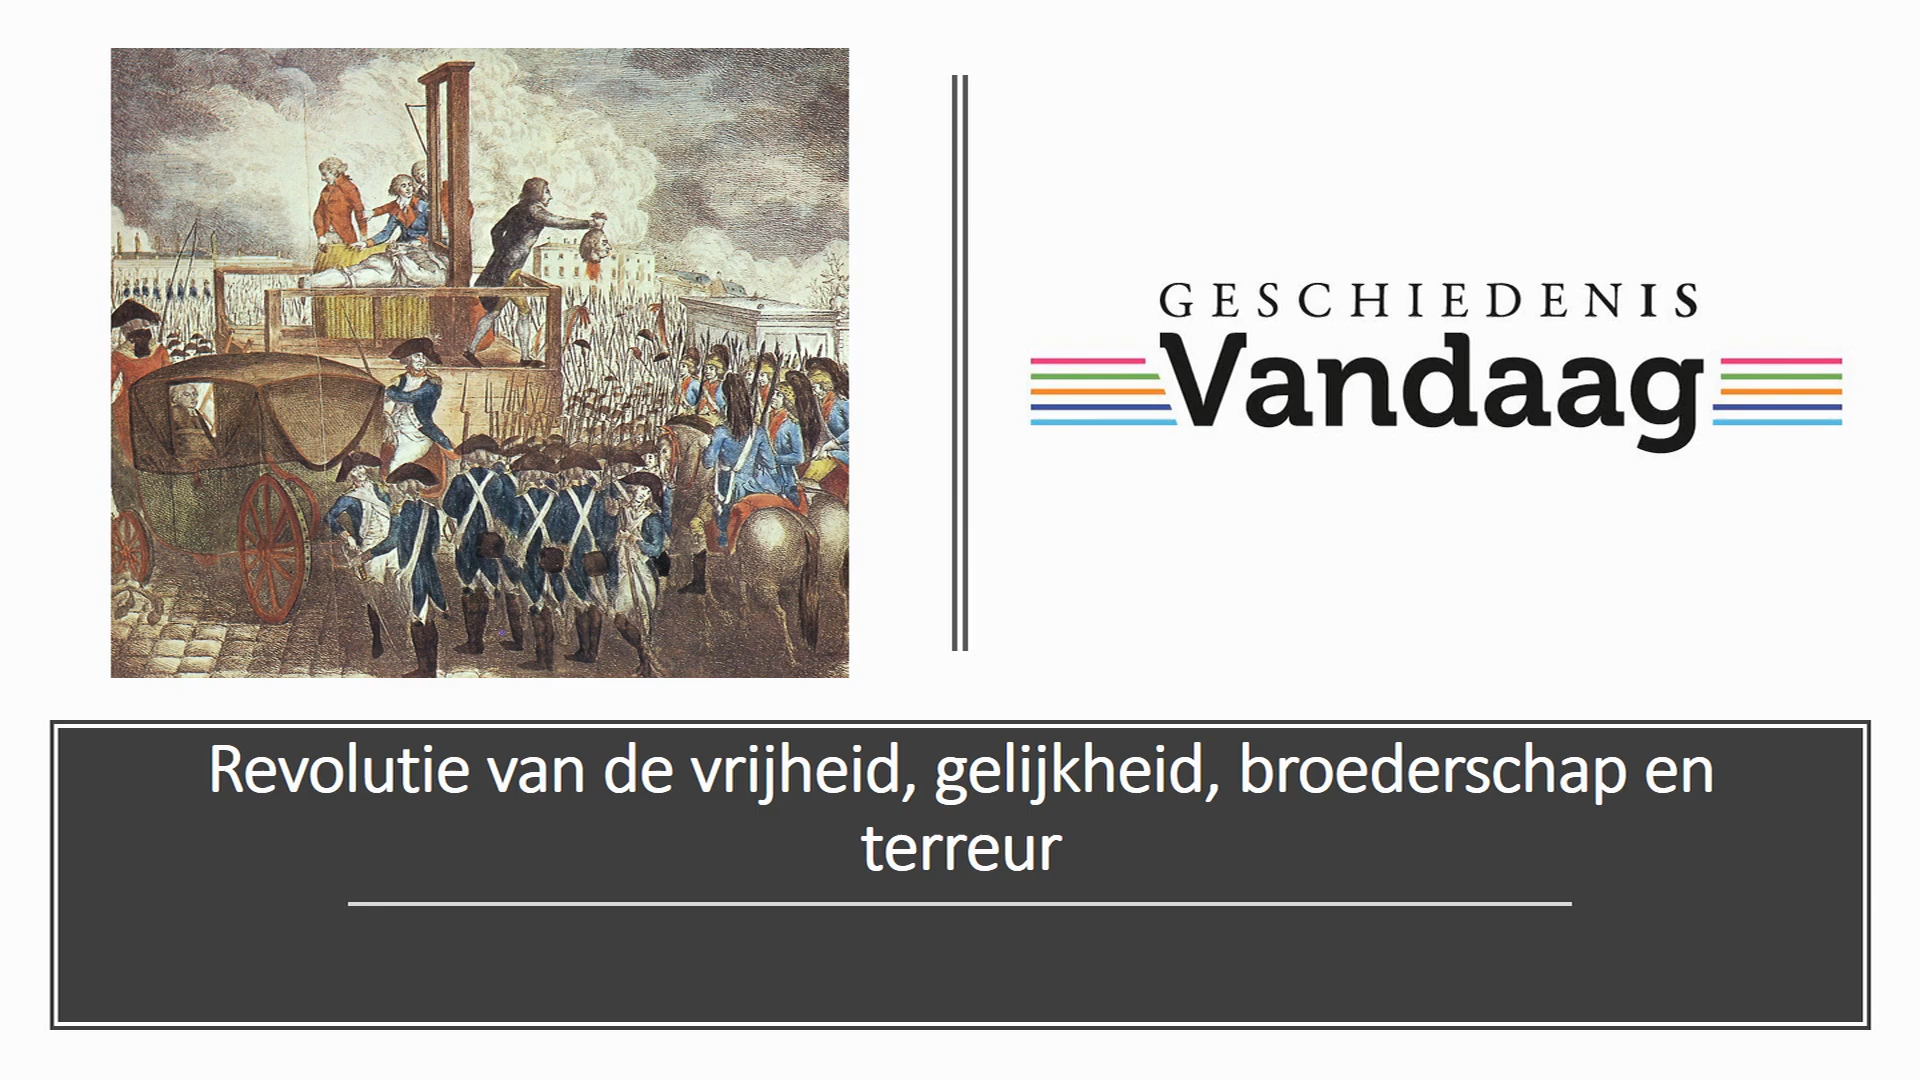 GESCHIEDENIS
Vandaag
Revolutie van de vrijheid, gelijkheid, broederschap en
terreur